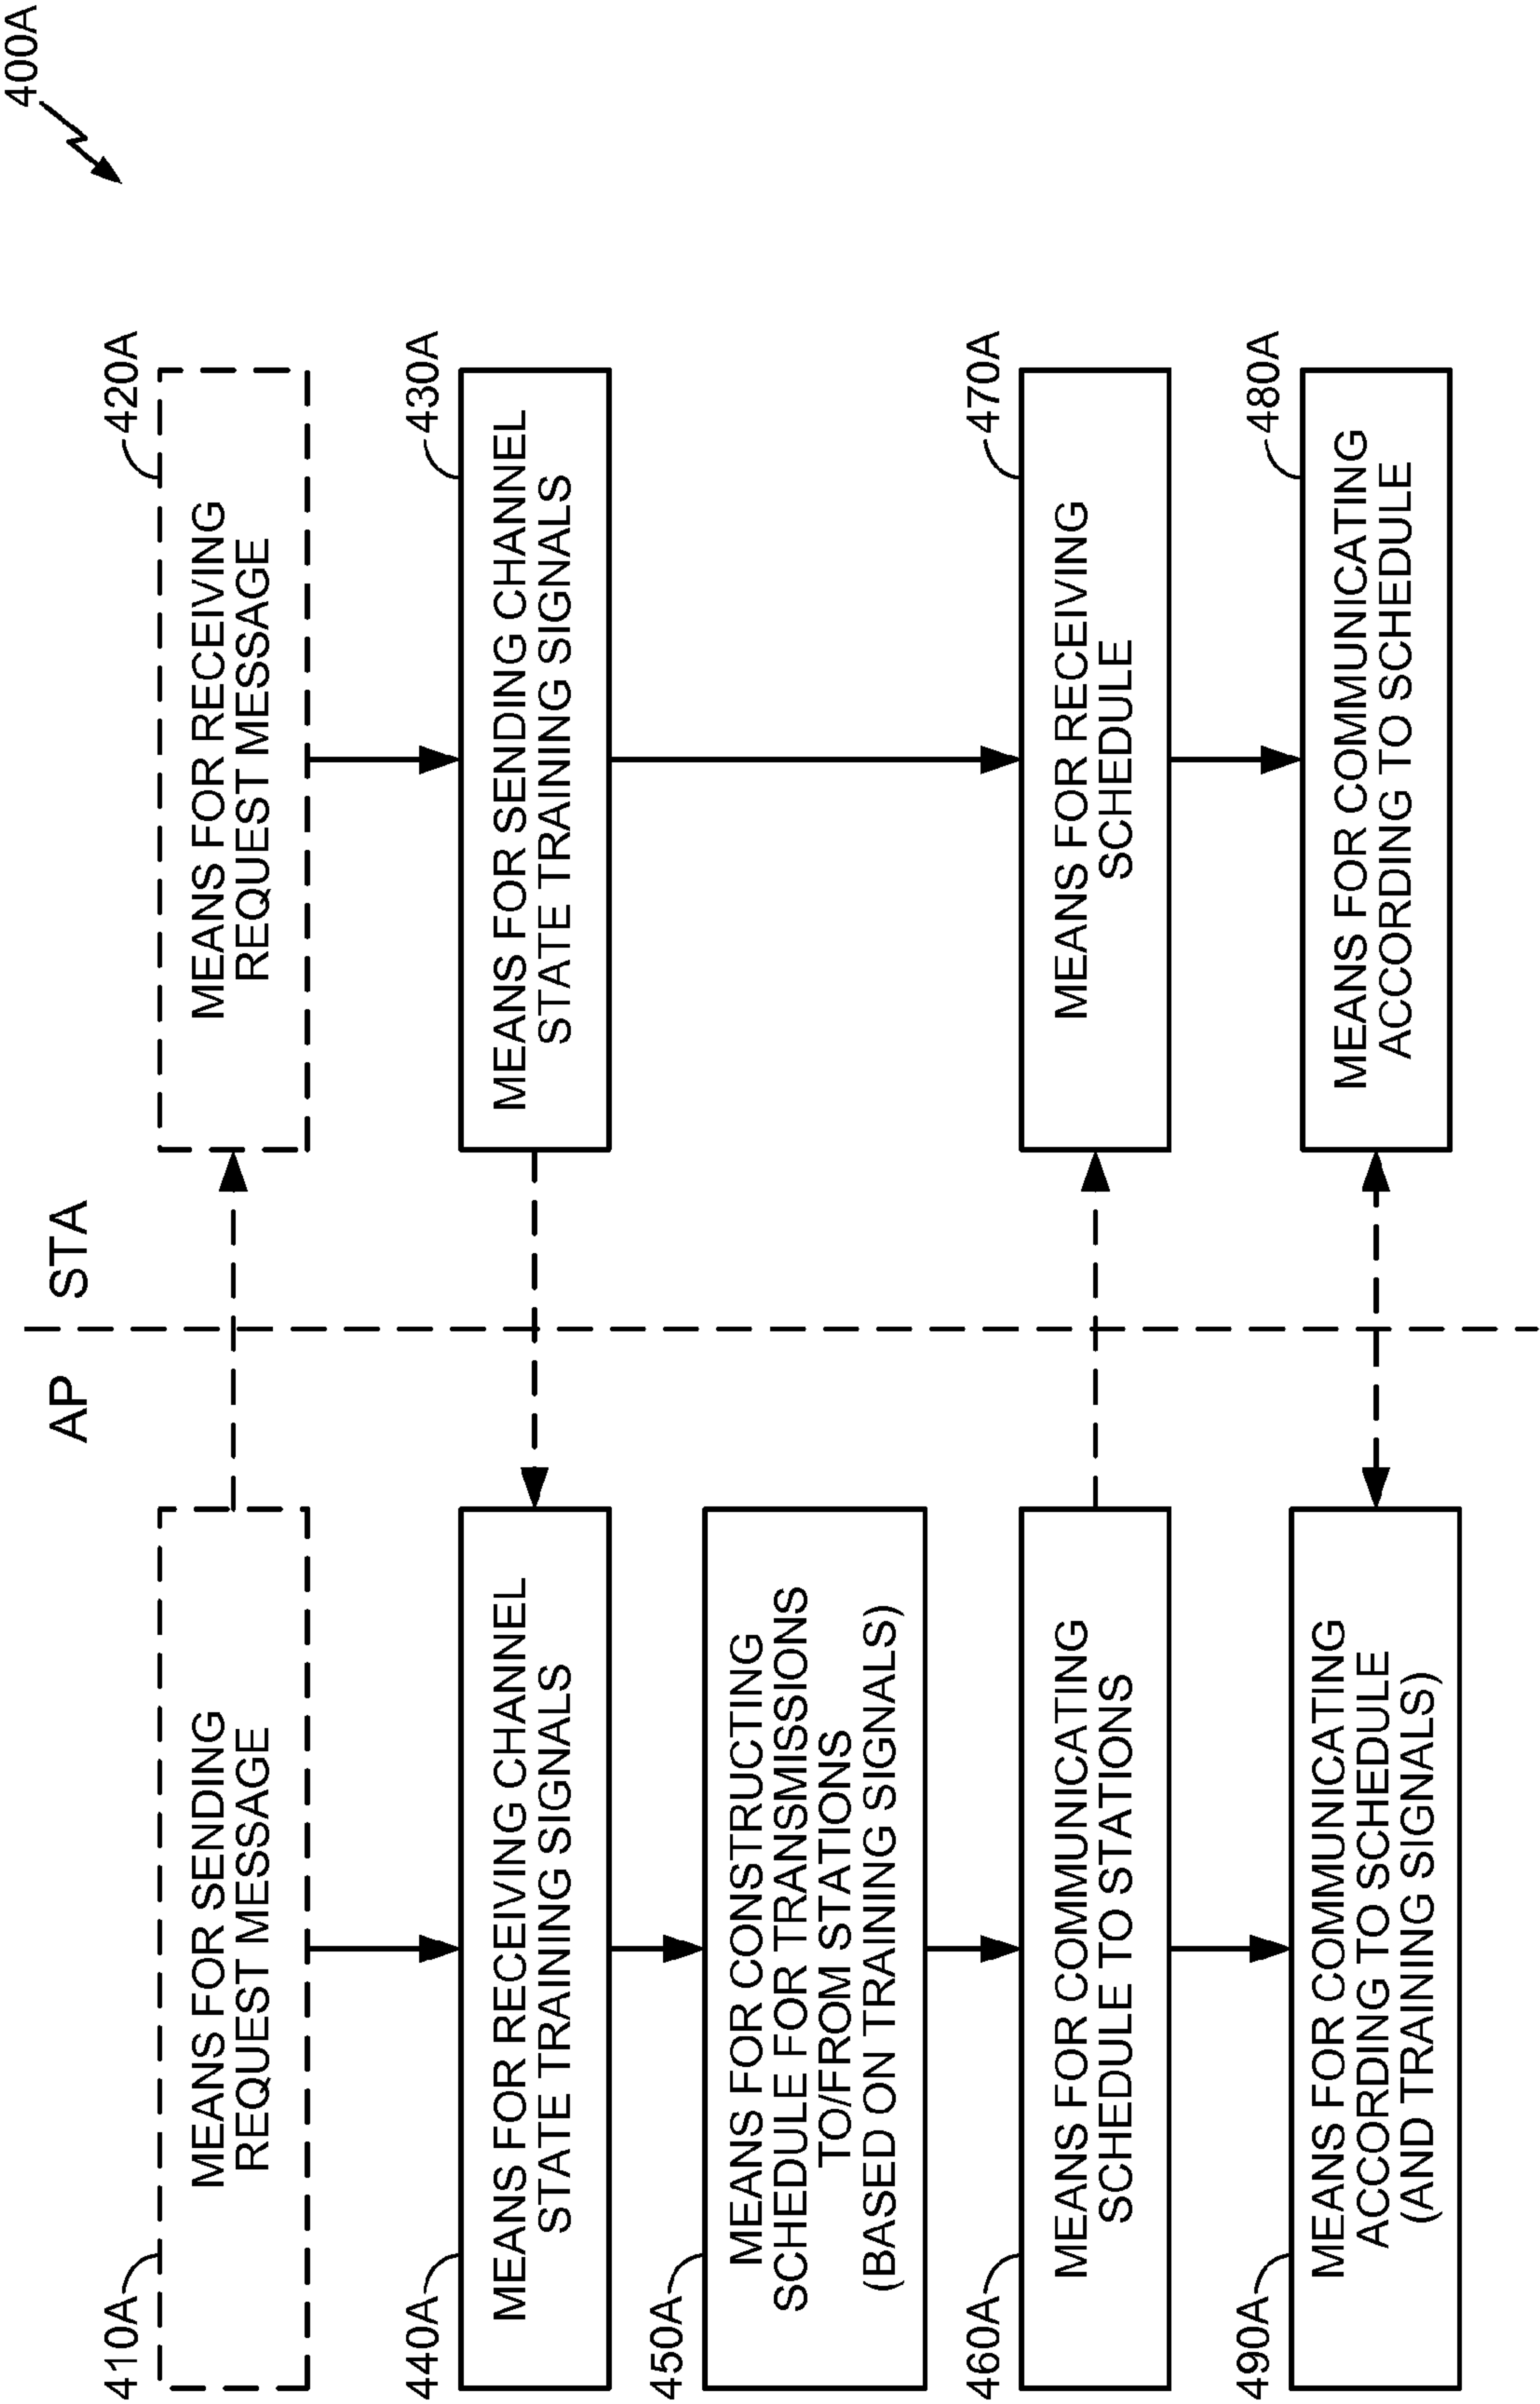 400A
AP
STA
410A
MEANS FOR SENDING
REQUEST MESSAGE
420A
MEANS FOR RECEIVING
REQUEST MESSAGE
440A
MEANS FOR RECEIVING CHANNEL
STATE TRAINING SIGNALS
430A
MEANS FOR SENDING CHANNEL
STATE TRAINING SIGNALS
450A
MEANS FOR CONSTRUCTING
SCHEDULE FOR TRANSMISSIONS
TO/FROM STATIONS
(BASED ON TRAINING SIGNALS)
460A
MEANS FOR COMMUNICATING
SCHEDULE TO STATIONS
470A
MEANS FOR RECEIVING
SCHEDULE
490A
MEANS FOR COMMUNICATING
ACCORDING TO SCHEDULE
(AND TRAINING SIGNALS)
480A
MEANS FOR COMMUNICATING
ACCORDING TO SCHEDULE